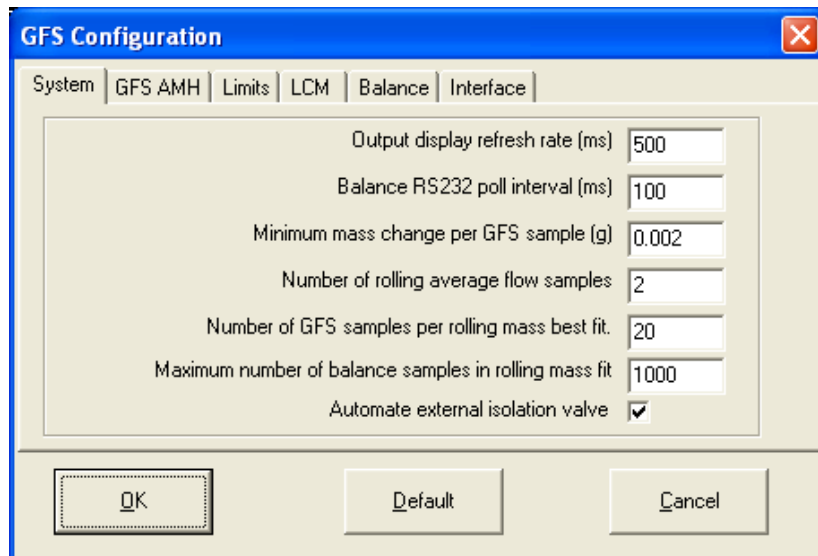 GFS Configuration
System GFS AMH Limits LCM Balance Interface
Output display refresh rate (ms) 500
Balance RS232 poll interval (ms) 100
Minimum mass change per GFS sample (g) 0.002
Number of rolling average flow samples 2
Number of GFS samples per rolling mass best fit. 20
Maximum number of balance samples in rolling mass fit 1000
Automate external isolation valve
OK Default Cancel